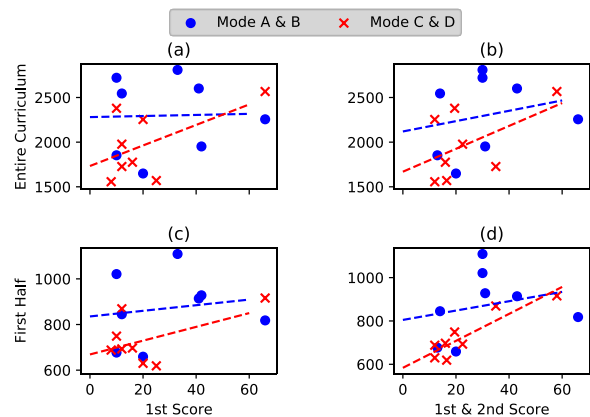 Mode A & B Mode C & D
(a) (b)
Entire Curriculum
2500 2500
2000 2000
1500 1500
(c) (d)
First Half
1000 1000
800 800
600 600
0 20 40 60 0 20 40 60
1st Score 1st & 2nd Score